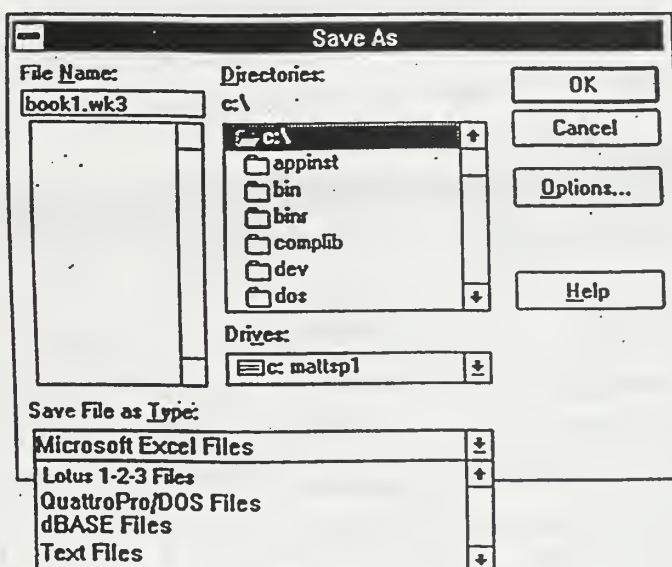 Save As
File Name:
book1.wk3
Directories:
c:\
c:\
appinst
bin
binr
complib
dev
dos
Drives:
c: mattsp1
OK
Cancel
Options...
Help
Save File as Type:
Microsoft Excel Files
Lotus 1-2-3 Files
QuattroPro/DOS Files
dBASE Files
Text Files